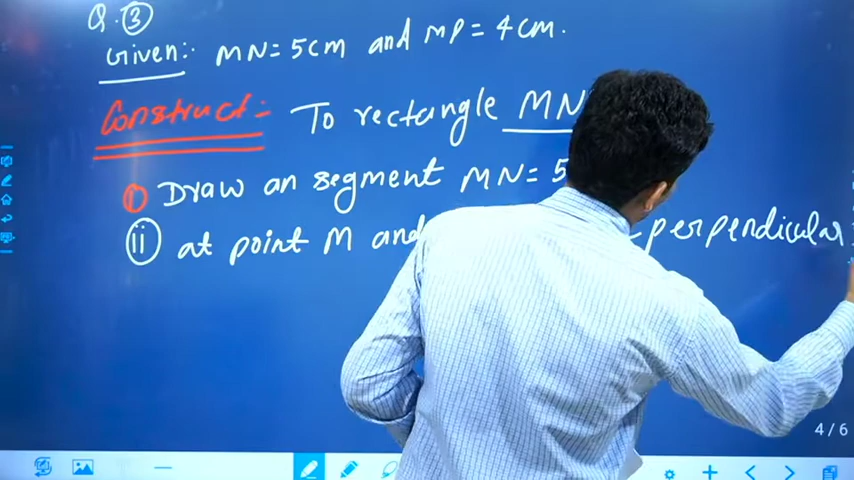 Q. ③
Given:- MN = 5cm and MP = 4cm.
Construct:- To rectangle MN
① Draw an segment MN = 5
ⓘⓘ at point M and perpendicular
4/6